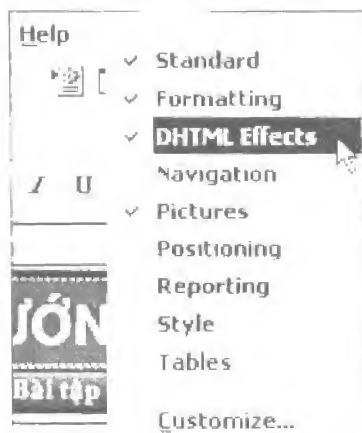 Help
Standard
Formatting
DHTML Effects
Navigation
I U
Pictures
Positioning
Reporting
ƯỚN
Style
Tables
Bài tập
Customize...